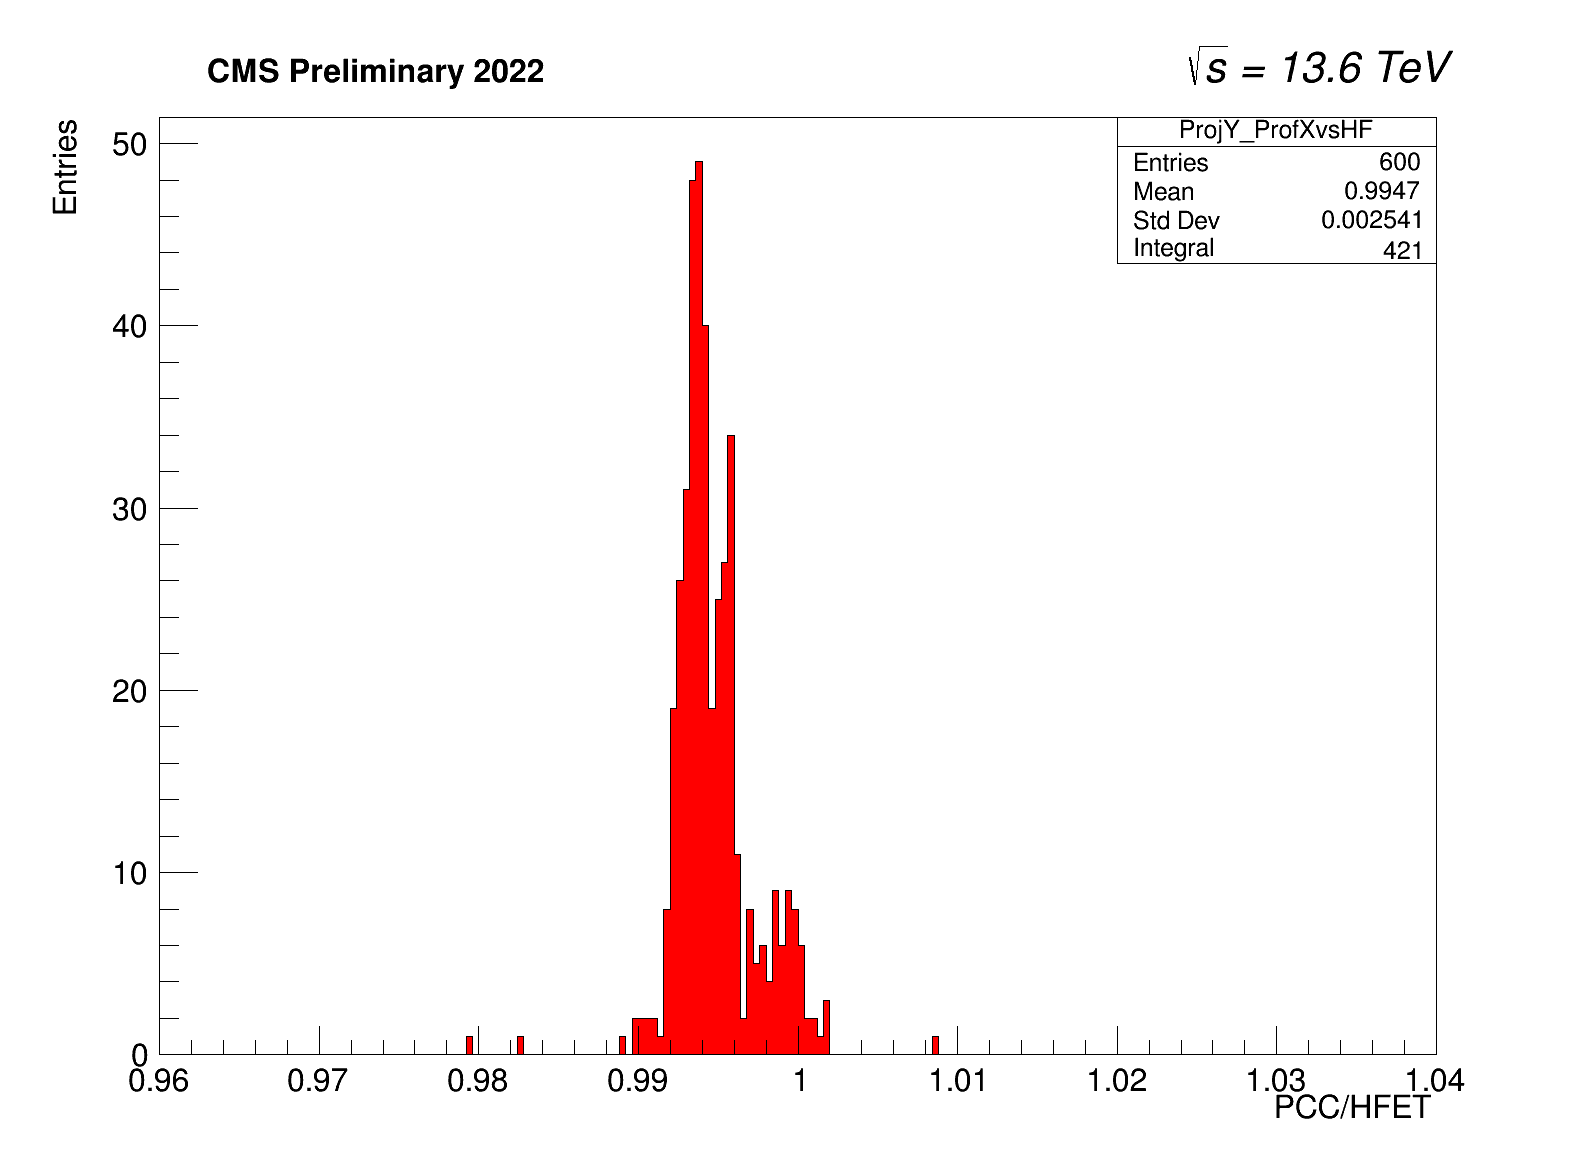 CMS Preliminary 2022
√s = 13.6 TeV
Entries
ProjY_ProfXvsHF
Entries 600
Mean 0.9947
Std Dev 0.002541
Integral 421
50
40
30
20
10
0
0.96 0.97 0.98 0.99 1 1.01 1.02 1.03 1.04
PCC/HFET